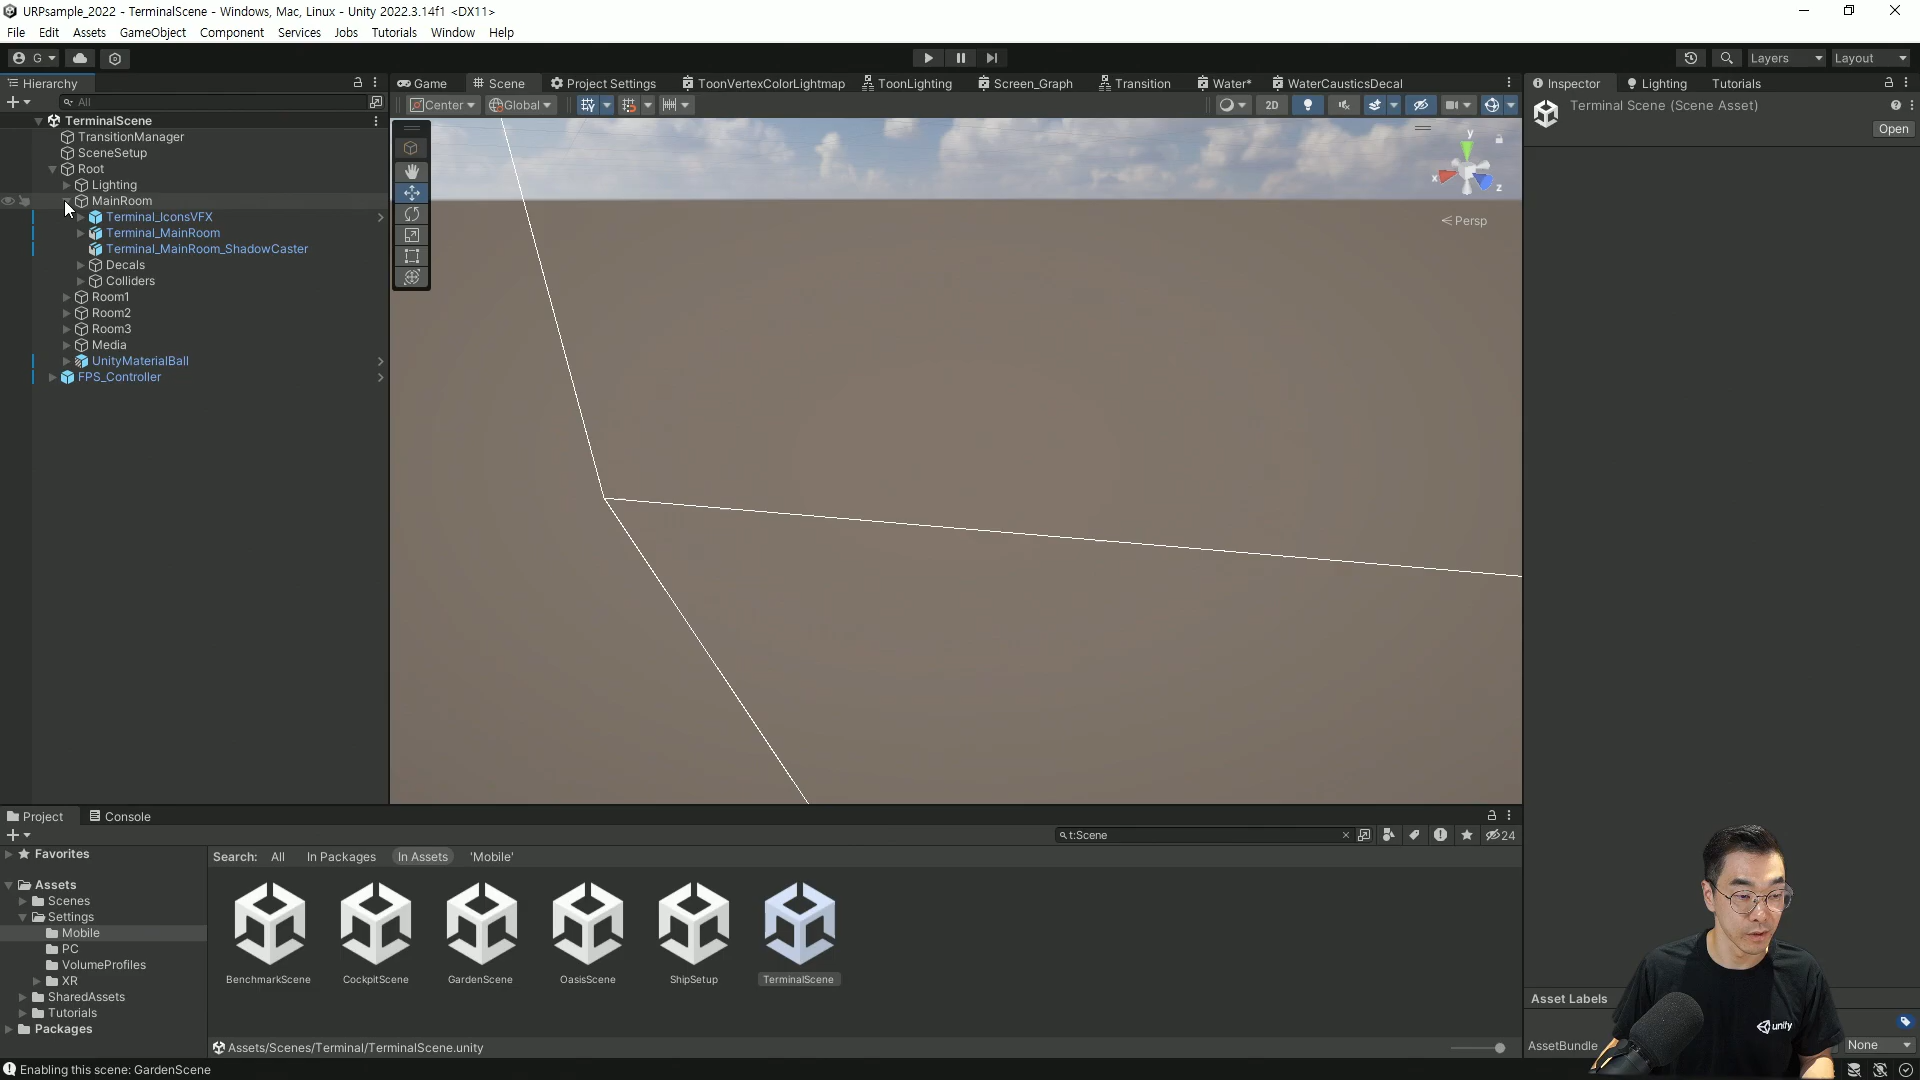 URPsample_2022 - TerminalScene - Windows, Mac, Linux - Unity 2022.3.14f1 <DX11>
File Edit Assets GameObject Component Services Jobs Tutorials Window Help
G Layers Layout
Hierarchy
All
TerminalScene
TransitionManager
SceneSetup
Root
Lighting
MainRoom
Terminal_IconsVFX
Terminal_MainRoom
Terminal_MainRoom_ShadowCaster
Decals
Colliders
Room1
Room2
Room3
Media
UnityMaterialBall
FPS_Controller
Game Scene Project Settings ToonVertexColorLightmap ToonLighting Screen_Graph Transition Water* WaterCausticsDecal
Center Global 2D
y
x z
Persp
Inspector Lighting Tutorials
Terminal Scene (Scene Asset)
Open
Project Console
t:Scene 24
Favorites
Assets
Scenes
Settings
Mobile
PC
VolumeProfiles
XR
SharedAssets
Tutorials
Packages
Search: All In Packages In Assets 'Mobile'
BenchmarkScene CockpitScene GardenScene OasisScene ShipSetup TerminalScene
Assets/Scenes/Terminal/TerminalScene.unity
Asset Labels
AssetBundle None
unity
Enabling this scene: GardenScene